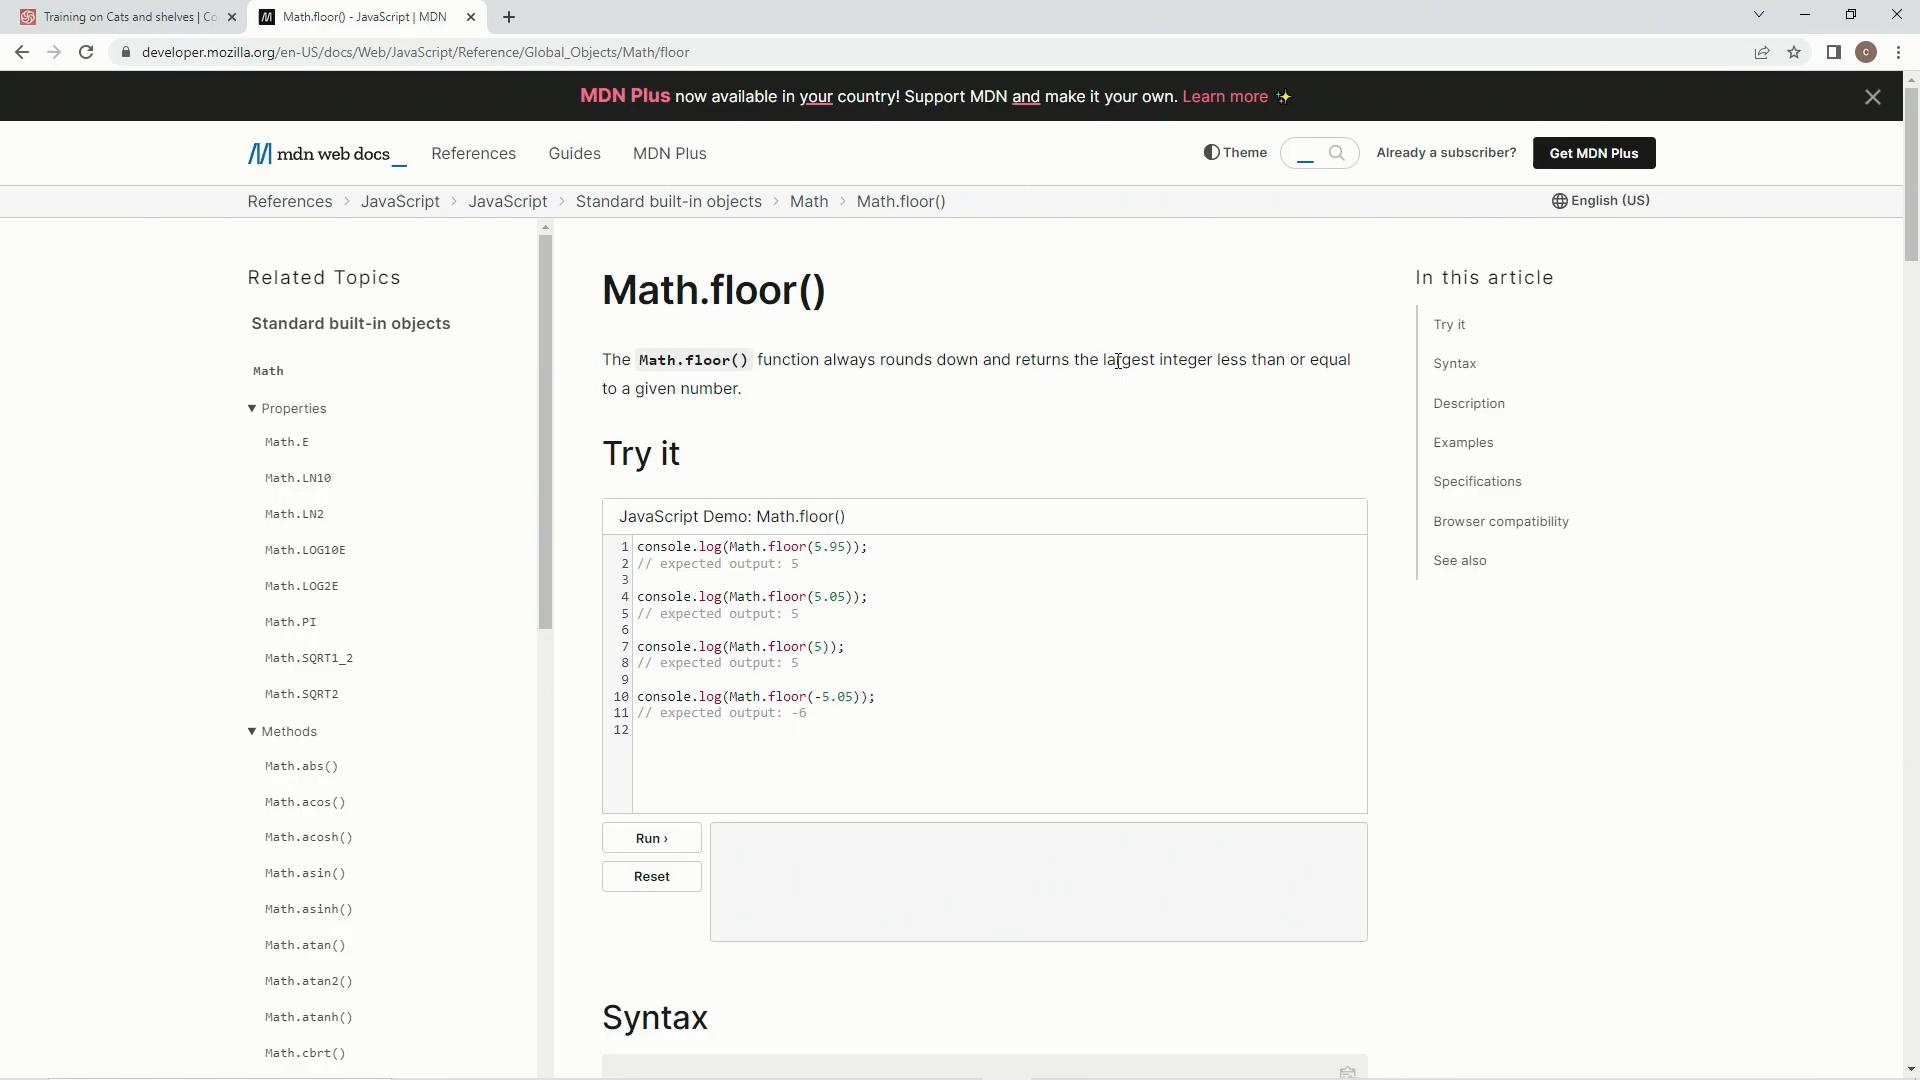 Training on Cats and shelves | Co
Math.floor() - JavaScript | MDN
developer.mozilla.org/en-US/docs/Web/JavaScript/Reference/Global_Objects/Math/floor
c
MDN Plus now available in your country! Support MDN and make it your own. Learn more ✨
mdn web docs_
References
Guides
MDN Plus
Theme
Already a subscriber?
Get MDN Plus
References > JavaScript > JavaScript > Standard built-in objects > Math > Math.floor()
English (US)
Related Topics
Standard built-in objects
Math
▼ Properties
Math.E
Math.LN10
Math.LN2
Math.LOG10E
Math.LOG2E
Math.PI
Math.SQRT1_2
Math.SQRT2
▼ Methods
Math.abs()
Math.acos()
Math.acosh()
Math.asin()
Math.asinh()
Math.atan()
Math.atan2()
Math.atanh()
Math.cbrt()
Math.floor()
The Math.floor() function always rounds down and returns the largest integer less than or equal
to a given number.
Try it
JavaScript Demo: Math.floor()
1 console.log(Math.floor(5.95));
2 // expected output: 5
3
4 console.log(Math.floor(5.05));
5 // expected output: 5
6
7 console.log(Math.floor(5));
8 // expected output: 5
9
10 console.log(Math.floor(-5.05));
11 // expected output: -6
12
Run ›
Reset
Syntax
In this article
Try it
Syntax
Description
Examples
Specifications
Browser compatibility
See also